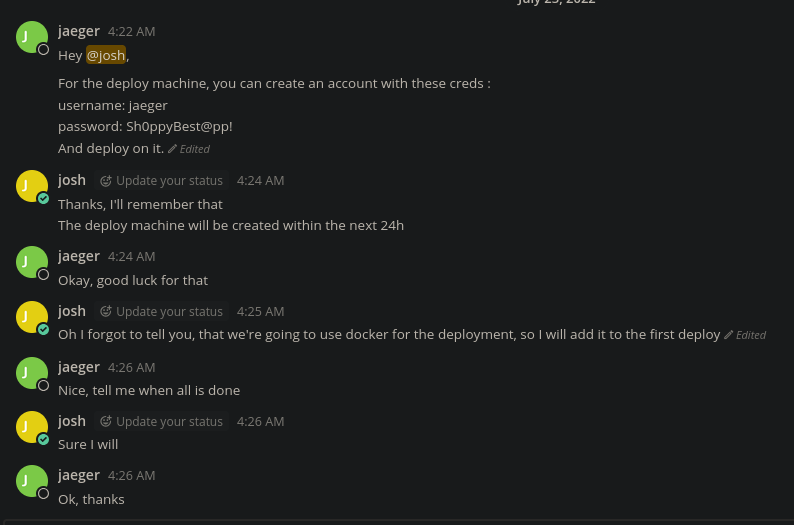 July 25, 2022
jaeger 4:22 AM
Hey @josh,
For the deploy machine, you can create an account with these creds :
username: jaeger
password: Sh0ppyBest@pp!
And deploy on it. Edited
josh Update your status 4:24 AM
Thanks, I'll remember that
The deploy machine will be created within the next 24h
jaeger 4:24 AM
Okay, good luck for that
josh Update your status 4:25 AM
Oh I forgot to tell you, that we're going to use docker for the deployment, so I will add it to the first deploy Edited
jaeger 4:26 AM
Nice, tell me when all is done
josh Update your status 4:26 AM
Sure I will
jaeger 4:26 AM
Ok, thanks